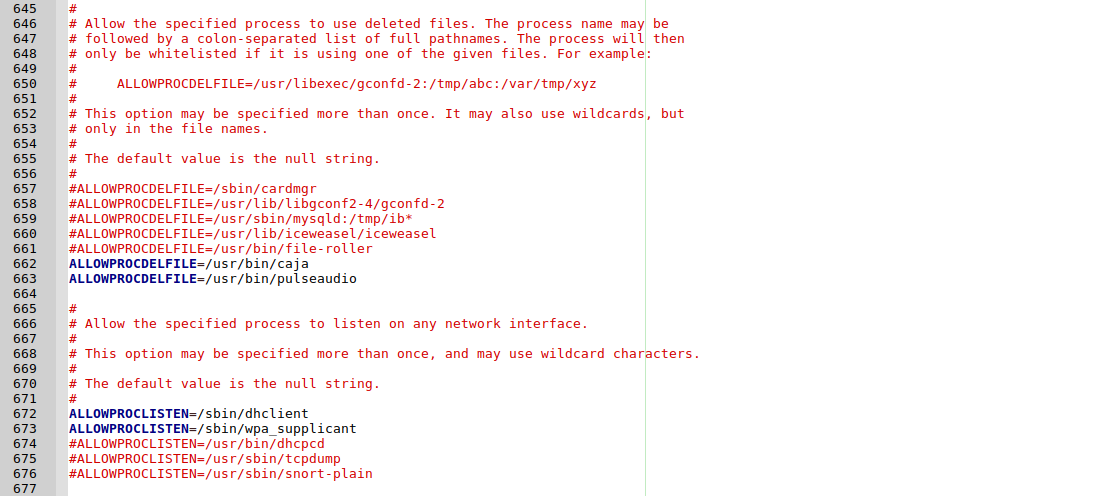 645 #
646 # Allow the specified process to use deleted files. The process name may be
647 # followed by a colon-separated list of full pathnames. The process will then
648 # only be whitelisted if it is using one of the given files. For example:
649 #
650 #     ALLOWPROCDELFILE=/usr/libexec/gconfd-2:/tmp/abc:/var/tmp/xyz
651 #
652 # This option may be specified more than once. It may also use wildcards, but
653 # only in the file names.
654 #
655 # The default value is the null string.
656 #
657 #ALLOWPROCDELFILE=/sbin/cardmgr
658 #ALLOWPROCDELFILE=/usr/lib/libgconf2-4/gconfd-2
659 #ALLOWPROCDELFILE=/usr/sbin/mysqld:/tmp/ib*
660 #ALLOWPROCDELFILE=/usr/lib/iceweasel/iceweasel
661 #ALLOWPROCDELFILE=/usr/bin/file-roller
662 ALLOWPROCDELFILE=/usr/bin/caja
663 ALLOWPROCDELFILE=/usr/bin/pulseaudio
664
665 #
666 # Allow the specified process to listen on any network interface.
667 #
668 # This option may be specified more than once, and may use wildcard characters.
669 #
670 # The default value is the null string.
671 #
672 ALLOWPROCLISTEN=/sbin/dhclient
673 ALLOWPROCLISTEN=/sbin/wpa_supplicant
674 #ALLOWPROCLISTEN=/usr/bin/dhcpcd
675 #ALLOWPROCLISTEN=/usr/sbin/tcpdump
676 #ALLOWPROCLISTEN=/usr/sbin/snort-plain
677